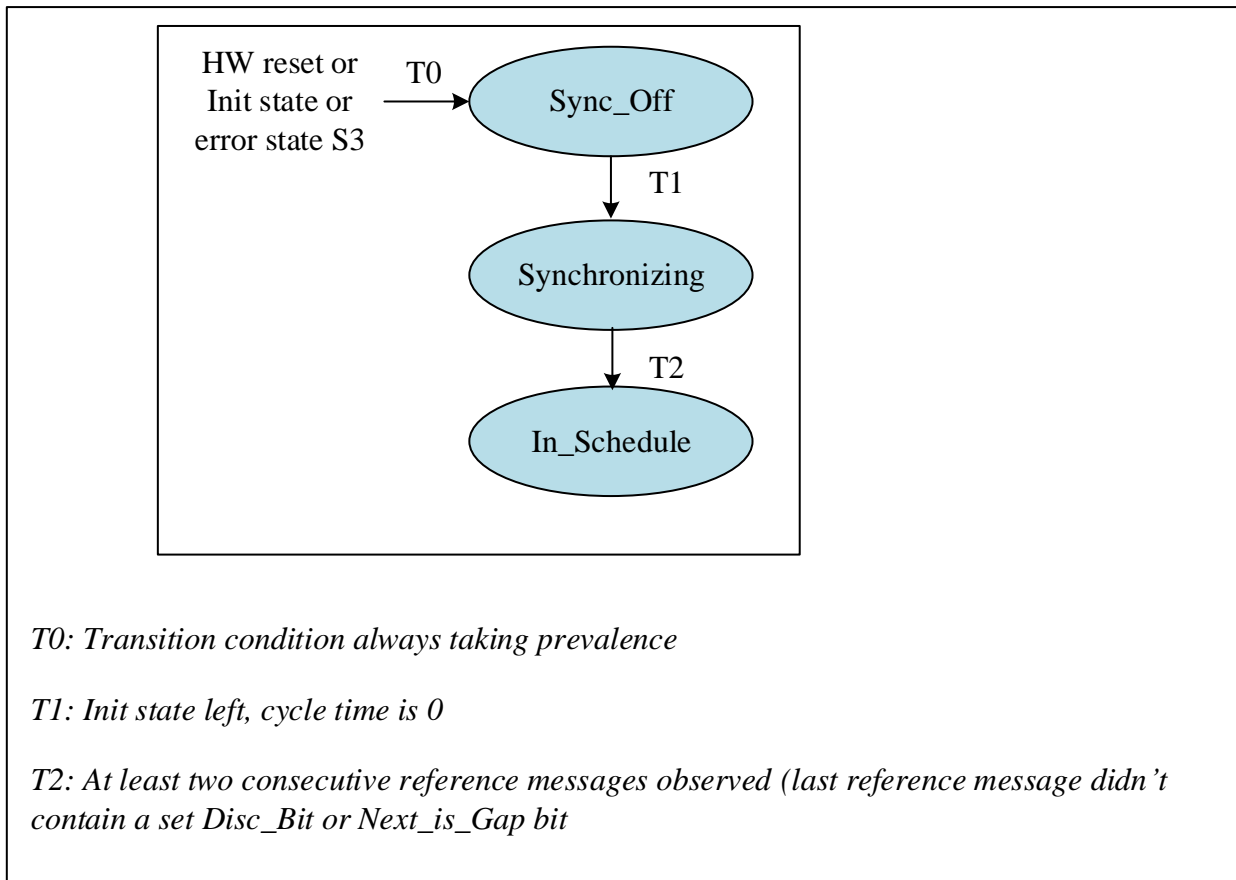 HW reset or
Init state or
error state S3
T0
Sync_Off
T1
Synchronizing
T2
In_Schedule
T0: Transition condition always taking prevalence
T1: Init state left, cycle time is 0
T2: At least two consecutive reference messages observed (last reference message didn’t
contain a set Disc_Bit or Next_is_Gap bit